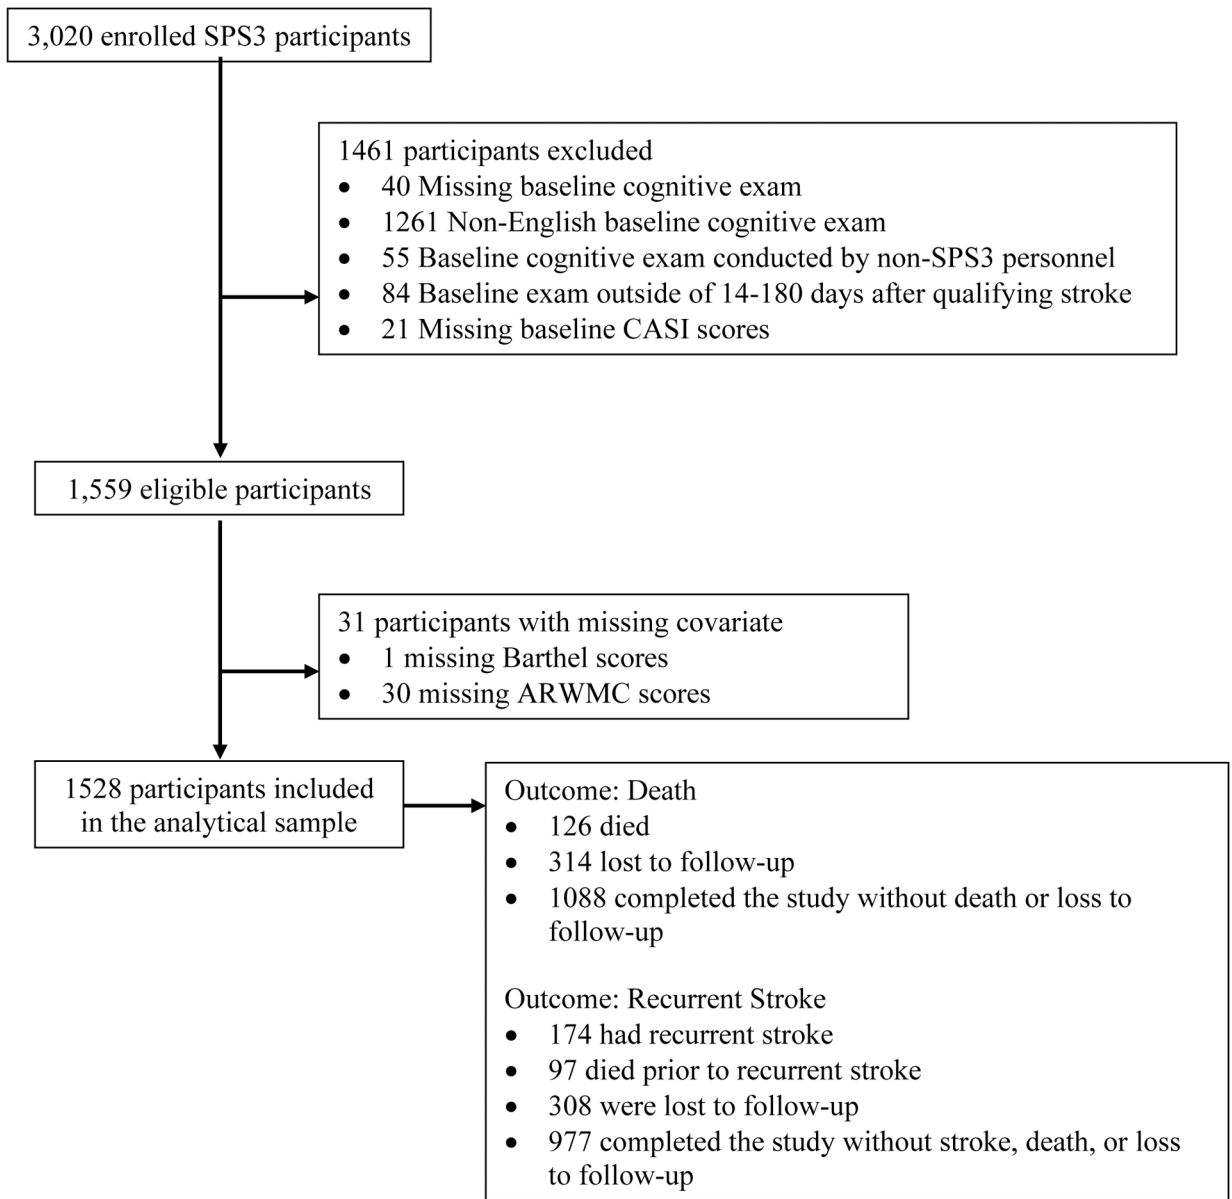 3,020 enrolled SPS3 participants
1461 participants excluded
• 40 Missing baseline cognitive exam
• 1261 Non-English baseline cognitive exam
• 55 Baseline cognitive exam conducted by non-SPS3 personnel
• 84 Baseline exam outside of 14-180 days after qualifying stroke
• 21 Missing baseline CASI scores
1,559 eligible participants
31 participants with missing covariate
• 1 missing Barthel scores
• 30 missing ARWMC scores
1528 participants included
in the analytical sample
Outcome: Death
• 126 died
• 314 lost to follow-up
• 1088 completed the study without death or loss to
follow-up
Outcome: Recurrent Stroke
• 174 had recurrent stroke
• 97 died prior to recurrent stroke
• 308 were lost to follow-up
• 977 completed the study without stroke, death, or loss
to follow-up